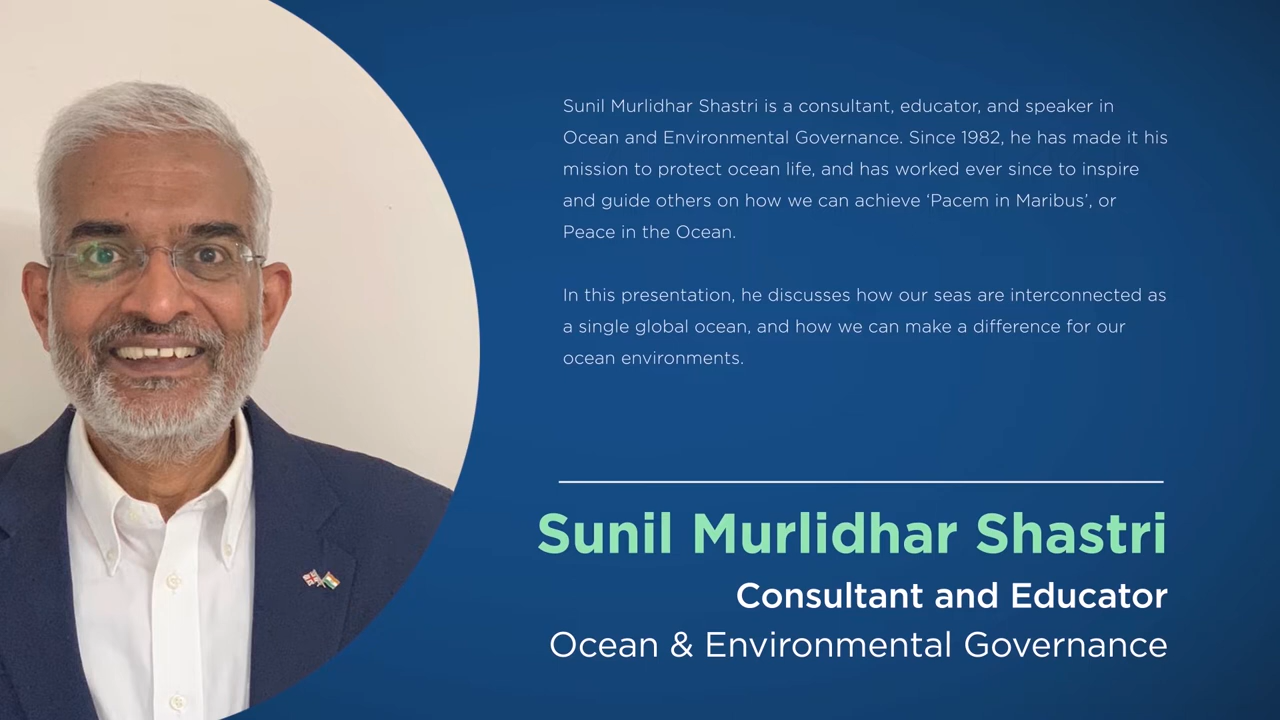 Sunil Murlidhar Shastri is a consultant, educator, and speaker in
Ocean and Environmental Governance. Since 1982, he has made it his
mission to protect ocean life, and has worked ever since to inspire
and guide others on how we can achieve ‘Pacem in Maribus’, or
Peace in the Ocean.
In this presentation, he discusses how our seas are interconnected as
a single global ocean, and how we can make a difference for our
ocean environments.
Sunil Murlidhar Shastri
Consultant and Educator
Ocean & Environmental Governance